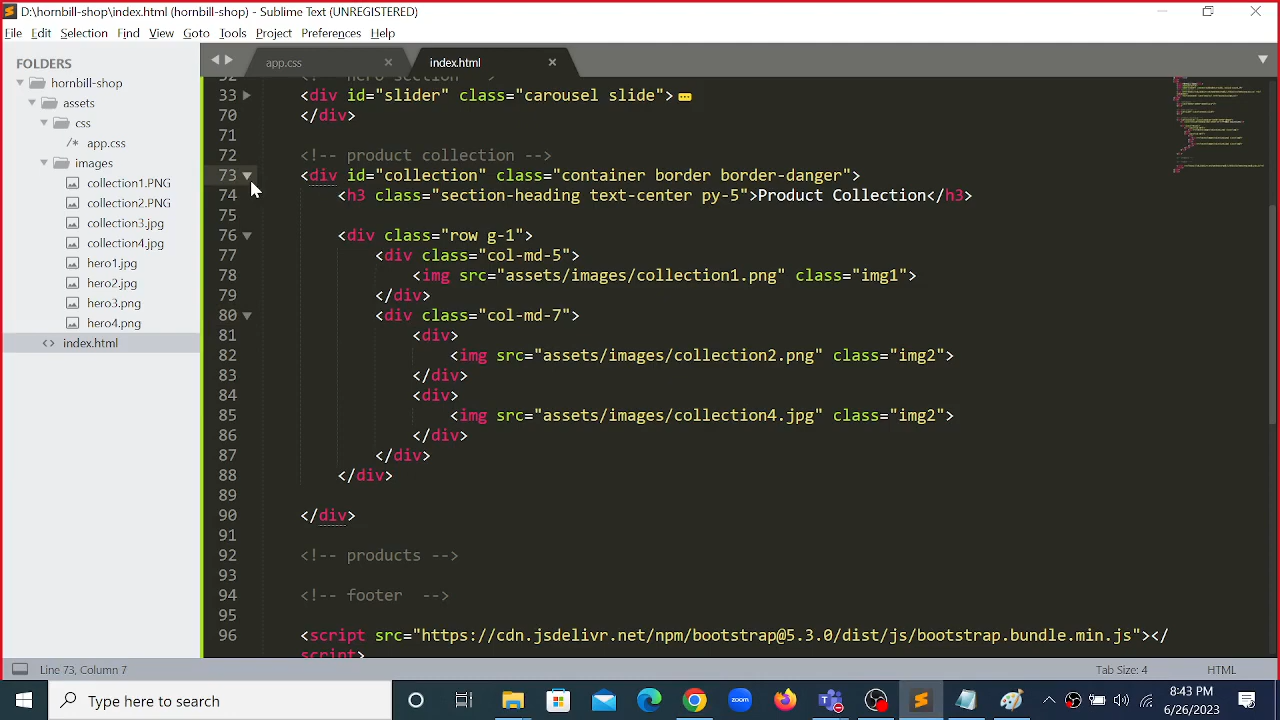 D:\hornbill-shop\index.html (hornbill-shop) - Sublime Text (UNREGISTERED)
File Edit Selection Find View Goto Tools Project Preferences Help
FOLDERS
hornbill-shop
assets
css
app.css
images
collection1.PNG
collection2.PNG
collection3.jpg
collection4.jpg
hero1.jpg
hero2.jpg
hero3.png
hero4.png
index.html
app.css
index.html
32 <!-- hero section -->
33 <div id="slider" class="carousel slide">
70 </div>
71
72 <!-- product collection -->
73 <div id="collection" class="container border border-danger">
74 <h3 class="section-heading text-center py-5">Product Collection</h3>
75
76 <div class="row g-1">
77 <div class="col-md-5">
78 <img src="assets/images/collection1.png" class="img1">
79 </div>
80 <div class="col-md-7">
81 <div>
82 <img src="assets/images/collection2.png" class="img2">
83 </div>
84 <div>
85 <img src="assets/images/collection4.jpg" class="img2">
86 </div>
87 </div>
88 </div>
89
90 </div>
91
92 <!-- products -->
93
94 <!-- footer -->
95
96 <script src="https://cdn.jsdelivr.net/npm/bootstrap@5.3.0/dist/js/bootstrap.bundle.min.js"></
script>
Line 73, Column 7
Tab Size: 4
HTML
Type here to search
8:43 PM
6/26/2023